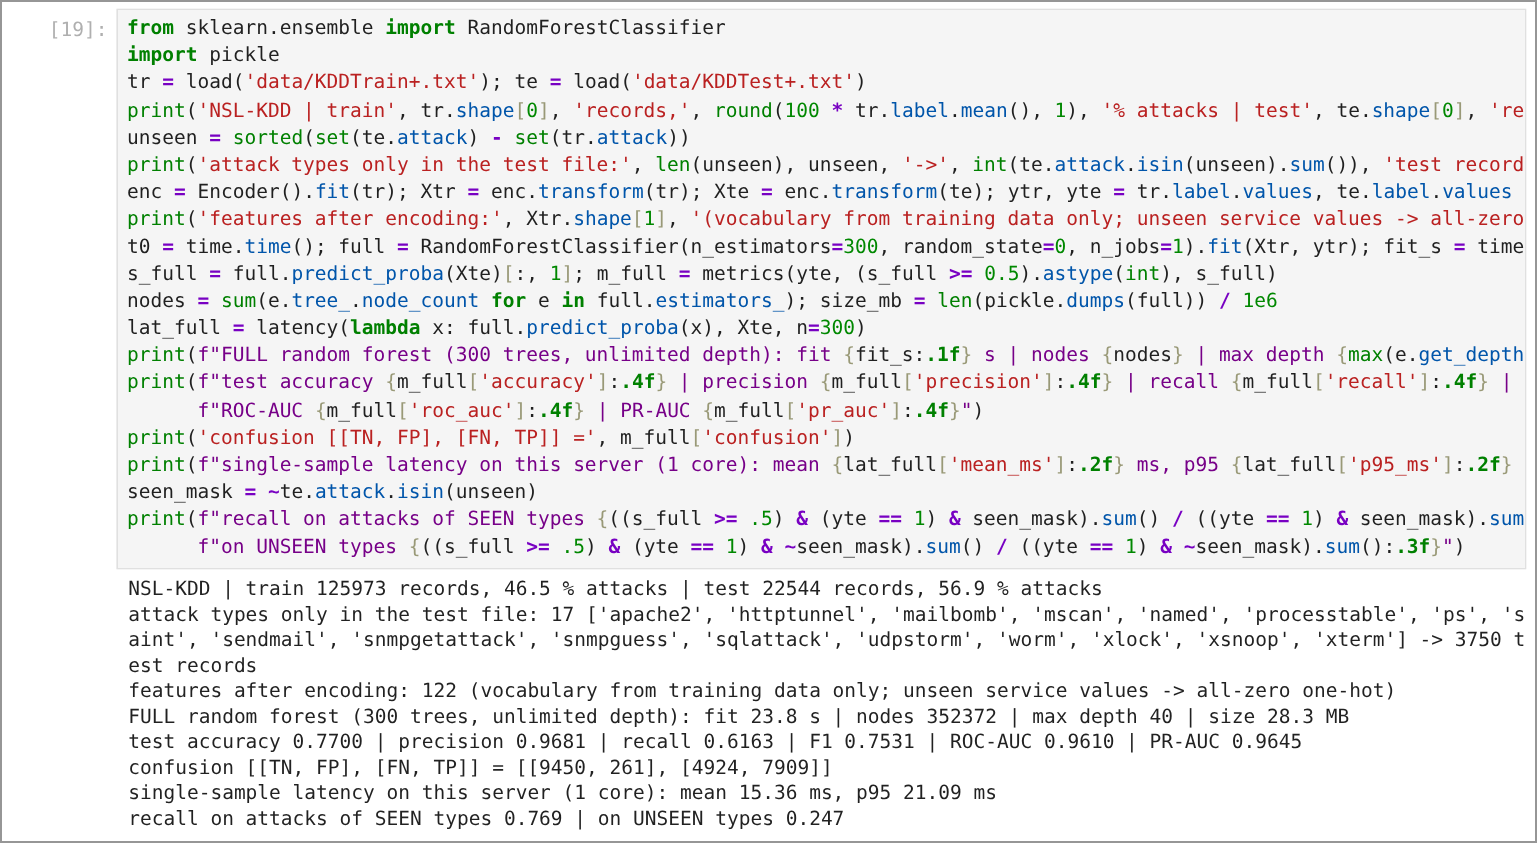 [19]:
from sklearn.ensemble import RandomForestClassifier
import pickle
tr = load('data/KDDTrain+.txt'); te = load('data/KDDTest+.txt')
print('NSL-KDD | train', tr.shape[0], 'records,', round(100 * tr.label.mean(), 1), '% attacks | test', te.shape[0], 're
unseen = sorted(set(te.attack) - set(tr.attack))
print('attack types only in the test file:', len(unseen), unseen, '->', int(te.attack.isin(unseen).sum()), 'test record
enc = Encoder().fit(tr); Xtr = enc.transform(tr); Xte = enc.transform(te); ytr, yte = tr.label.values, te.label.values
print('features after encoding:', Xtr.shape[1], '(vocabulary from training data only; unseen service values -> all-zero
t0 = time.time(); full = RandomForestClassifier(n_estimators=300, random_state=0, n_jobs=1).fit(Xtr, ytr); fit_s = time
s_full = full.predict_proba(Xte)[:, 1]; m_full = metrics(yte, (s_full >= 0.5).astype(int), s_full)
nodes = sum(e.tree_.node_count for e in full.estimators_); size_mb = len(pickle.dumps(full)) / 1e6
lat_full = latency(lambda x: full.predict_proba(x), Xte, n=300)
print(f"FULL random forest (300 trees, unlimited depth): fit {fit_s:.1f} s | nodes {nodes} | max depth {max(e.get_depth
print(f"test accuracy {m_full['accuracy']:.4f} | precision {m_full['precision']:.4f} | recall {m_full['recall']:.4f} |
      f"ROC-AUC {m_full['roc_auc']:.4f} | PR-AUC {m_full['pr_auc']:.4f}")
print('confusion [[TN, FP], [FN, TP]] =', m_full['confusion'])
print(f"single-sample latency on this server (1 core): mean {lat_full['mean_ms']:.2f} ms, p95 {lat_full['p95_ms']:.2f}
seen_mask = ~te.attack.isin(unseen)
print(f"recall on attacks of SEEN types {((s_full >= .5) & (yte == 1) & seen_mask).sum() / ((yte == 1) & seen_mask).sum
      f"on UNSEEN types {((s_full >= .5) & (yte == 1) & ~seen_mask).sum() / ((yte == 1) & ~seen_mask).sum():.3f}")
NSL-KDD | train 125973 records, 46.5 % attacks | test 22544 records, 56.9 % attacks
attack types only in the test file: 17 ['apache2', 'httptunnel', 'mailbomb', 'mscan', 'named', 'processtable', 'ps', 's
aint', 'sendmail', 'snmpgetattack', 'snmpguess', 'sqlattack', 'udpstorm', 'worm', 'xlock', 'xsnoop', 'xterm'] -> 3750 t
est records
features after encoding: 122 (vocabulary from training data only; unseen service values -> all-zero one-hot)
FULL random forest (300 trees, unlimited depth): fit 23.8 s | nodes 352372 | max depth 40 | size 28.3 MB
test accuracy 0.7700 | precision 0.9681 | recall 0.6163 | F1 0.7531 | ROC-AUC 0.9610 | PR-AUC 0.9645
confusion [[TN, FP], [FN, TP]] = [[9450, 261], [4924, 7909]]
single-sample latency on this server (1 core): mean 15.36 ms, p95 21.09 ms
recall on attacks of SEEN types 0.769 | on UNSEEN types 0.247